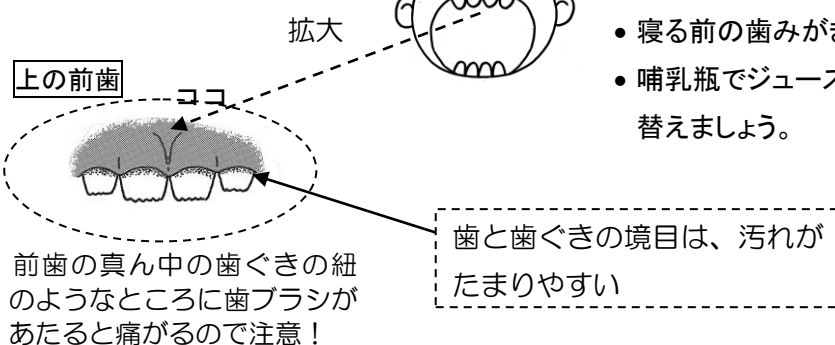 拡大
• 寝る前の歯みがき
• 哺乳瓶でジュース
替えましょう。
上の前歯
ココ
歯と歯ぐきの境目は、汚れが
たまりやすい
前歯の真ん中の歯ぐきの紐
のようなところに歯ブラシが
あたると痛がるので注意！